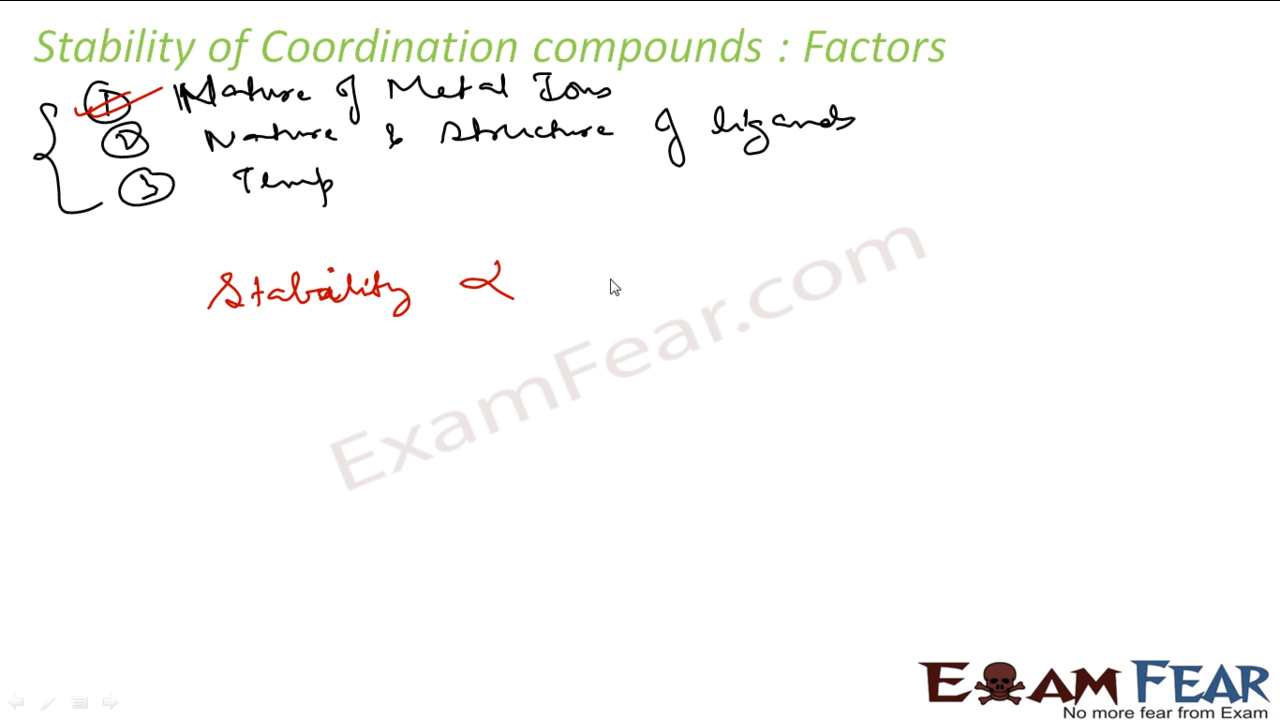 Stability of Coordination compounds : Factors
① Nature of Metal Ions
② Nature & Structure of ligands
③ Temp
Stability ∝
ExamFear.com
EXAM FEAR
No more fear from Exam